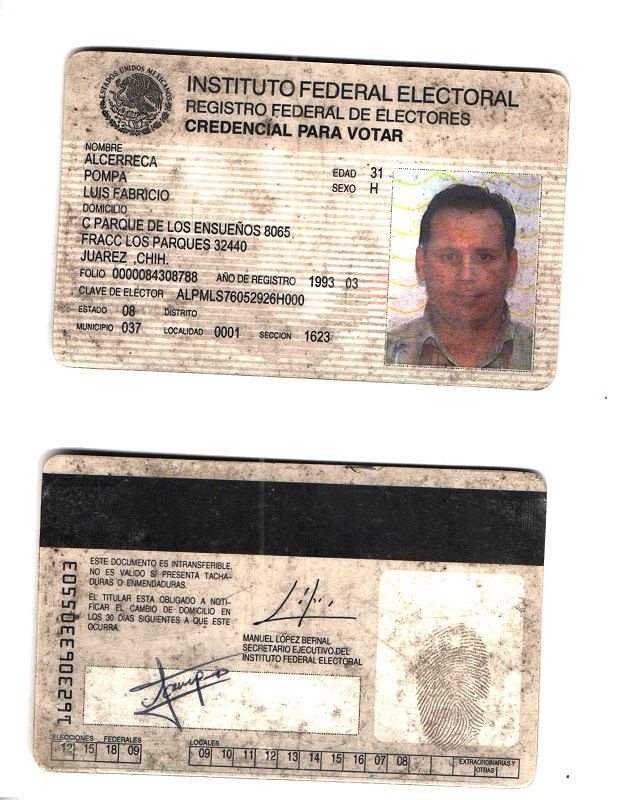 ESTADOS UNIDOS MEXICANOS
INSTITUTO FEDERAL ELECTORAL
REGISTRO FEDERAL DE ELECTORES
CREDENCIAL PARA VOTAR
NOMBRE
ALCERRECA
POMPA
LUIS FABRICIO
EDAD 31
SEXO H
DOMICILIO
C PARQUE DE LOS ENSUEÑOS 8065
FRACC LOS PARQUES 32440
JUAREZ ,CHIH.
FOLIO 0000084308788 AÑO DE REGISTRO 1993 03
CLAVE DE ELECTOR ALPMLS76052926H000
ESTADO 08 DISTRITO
MUNICIPIO 037 LOCALIDAD 0001 SECCION 1623
ESTE DOCUMENTO ES INTRANSFERIBLE,
NO ES VALIDO SI PRESENTA TACHA-
DURAS O ENMENDADURAS.
EL TITULAR ESTA OBLIGADO A NOTI-
FICAR EL CAMBIO DE DOMICILIO EN
LOS 30 DIAS SIGUIENTES A QUE ESTE
OCURRA.
MANUEL LÓPEZ BERNAL
SECRETARIO EJECUTIVO DEL
INSTITUTO FEDERAL ELECTORAL
ELECCIONES FEDERALES
12 15 18 09
LOCALES
09 10 11 12 13 14 15 16 07 08
EXTRAORDINARIAS Y
OTRAS